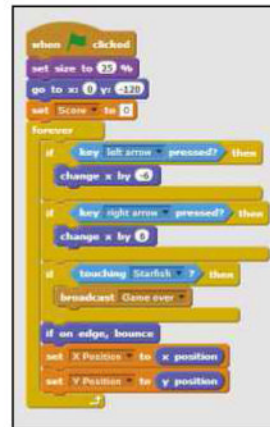 when clicked
set size to 25 %
go to x: 0 y: -120
set Score to 0
forever
if key left arrow pressed? then
change x by -6
if key right arrow pressed? then
change x by 6
if touching Starfish ? then
broadcast Game over
if on edge, bounce
set X Position to x position
set Y Position to y position